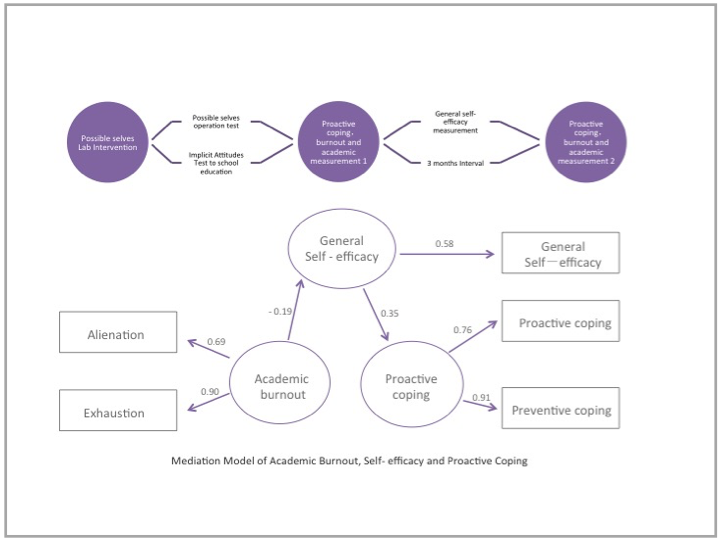 Possible selves
Lab Intervention
Possible selves
operation test
Implicit Attitudes
Test to school
education
Proactive
coping,
burnout and
academic
measurement 1
General self-
efficacy
measurement
3 months Interval
Proactive
coping,
burnout and
academic
measurement 2
General
Self - efficacy
0.58
General
Self—efficacy
- 0.19
0.35
Alienation
0.69
Academic
burnout
0.90
Exhaustion
Proactive
coping
0.76
Proactive coping
0.91
Preventive coping
Mediation Model of Academic Burnout, Self- efficacy and Proactive Coping